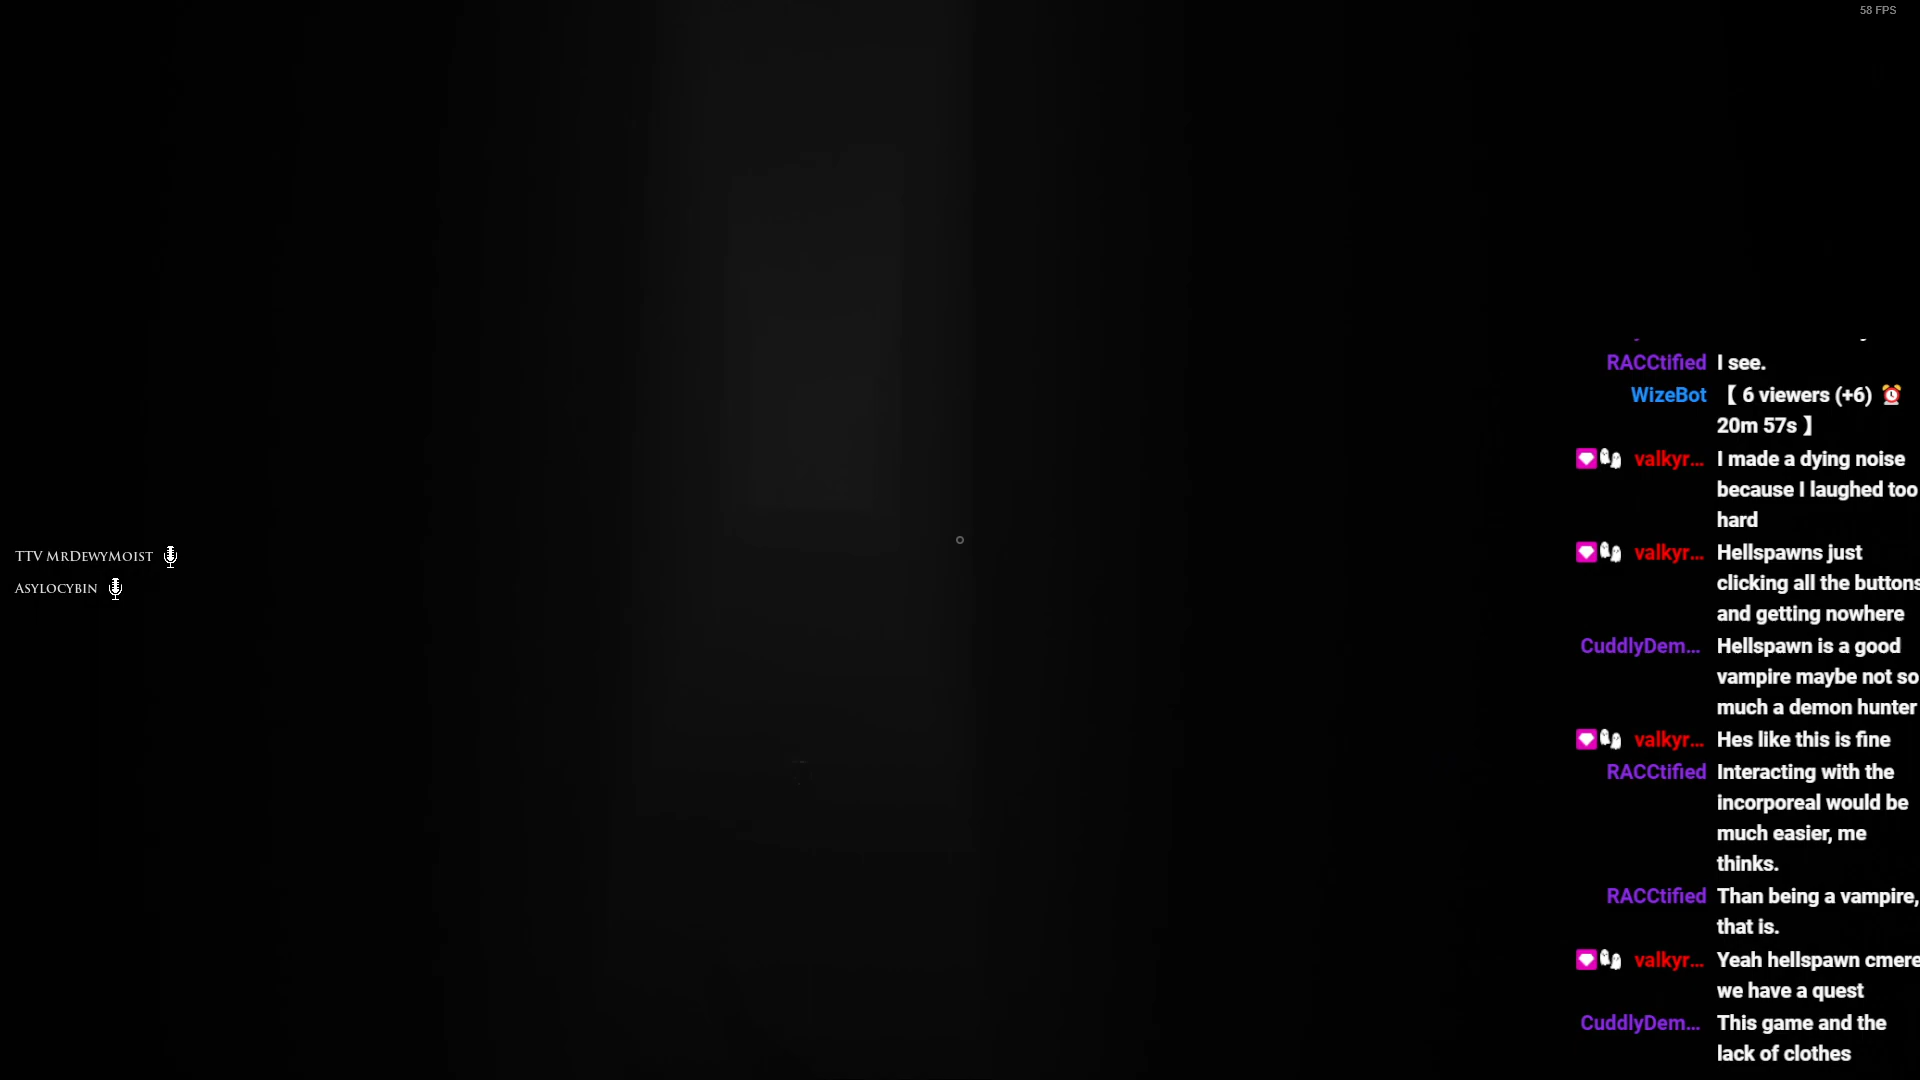 58 FPS
RACCtified I see.
WizeBot 【 6 viewers (+6) ⏰
20m 57s 】
valkyr... I made a dying noise
because I laughed too
hard
valkyr... Hellspawns just
clicking all the buttons
and getting nowhere
CuddlyDem... Hellspawn is a good
vampire maybe not so
much a demon hunter
valkyr... Hes like this is fine
RACCtified Interacting with the
incorporeal would be
much easier, me
thinks.
RACCtified Than being a vampire,
that is.
valkyr... Yeah hellspawn cmere
we have a quest
CuddlyDem... This game and the
lack of clothes
TTV MrDewyMoist
Asylocybin